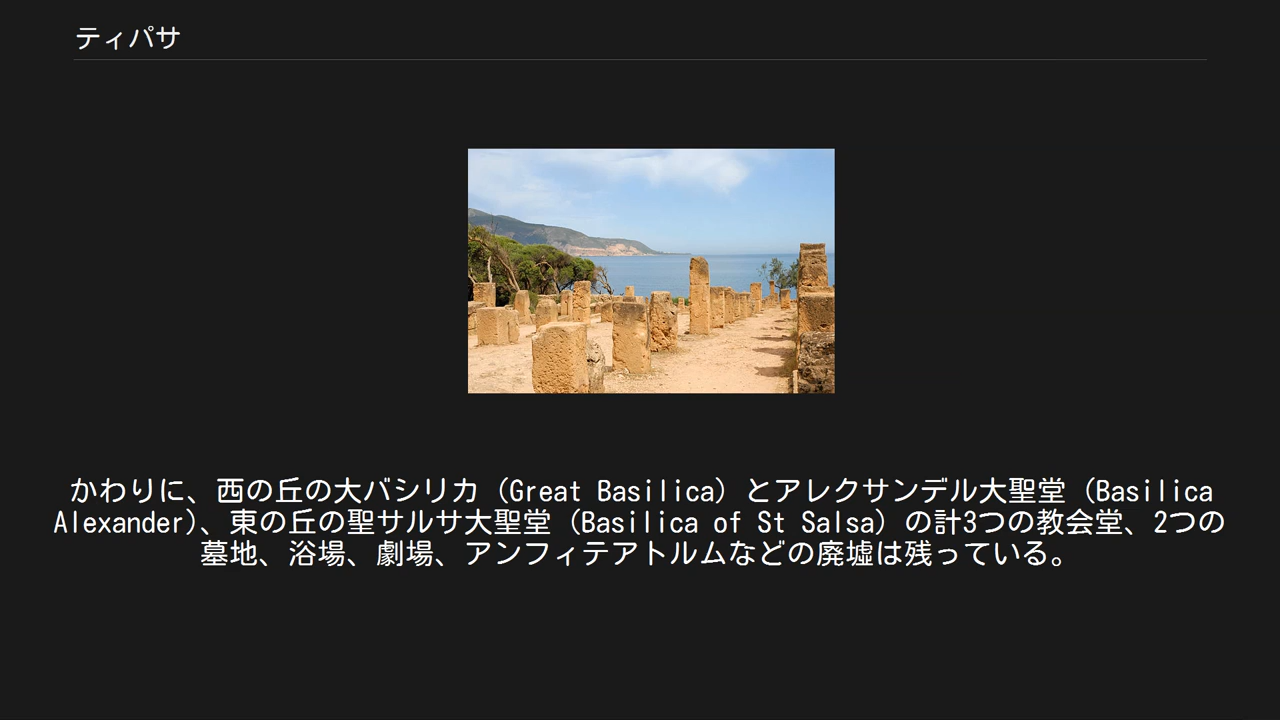 ティパサ
かわりに、西の丘の大バシリカ（Great Basilica）とアレクサンデル大聖堂（Basilica
Alexander)、東の丘の聖サルサ大聖堂（Basilica of St Salsa）の計3つの教会堂、2つの
墓地、浴場、劇場、アンフィテアトルムなどの廃墟は残っている。